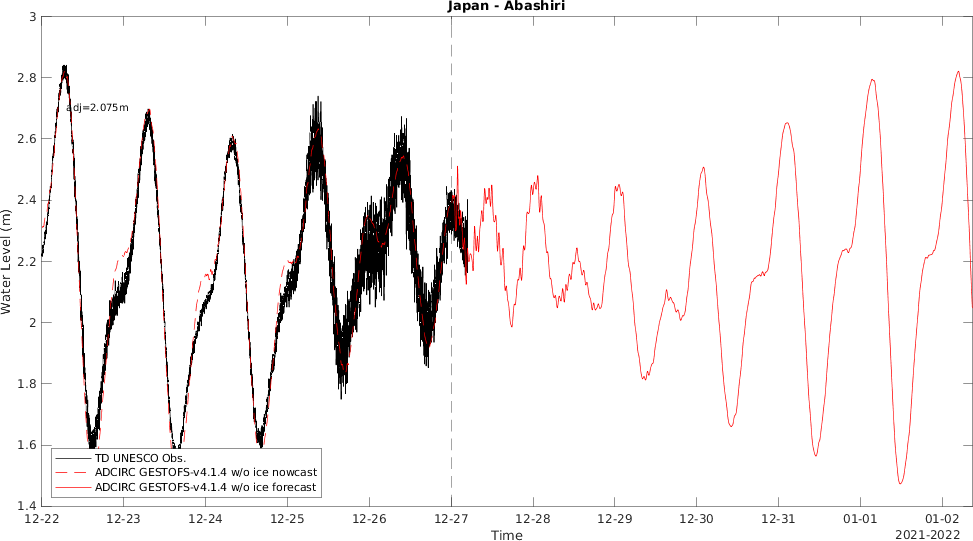 Japan - Abashiri
3
2.8
2.6
2.4
2.2
2
1.8
1.6
1.4
Water Level (m)
adj=2.075m
TD UNESCO Obs.
ADCIRC GESTOFS-v4.1.4 w/o ice nowcast
ADCIRC GESTOFS-v4.1.4 w/o ice forecast
12-22 12-23 12-24 12-25 12-26 12-27 12-28 12-29 12-30 12-31 01-01 01-02
Time
2021-2022